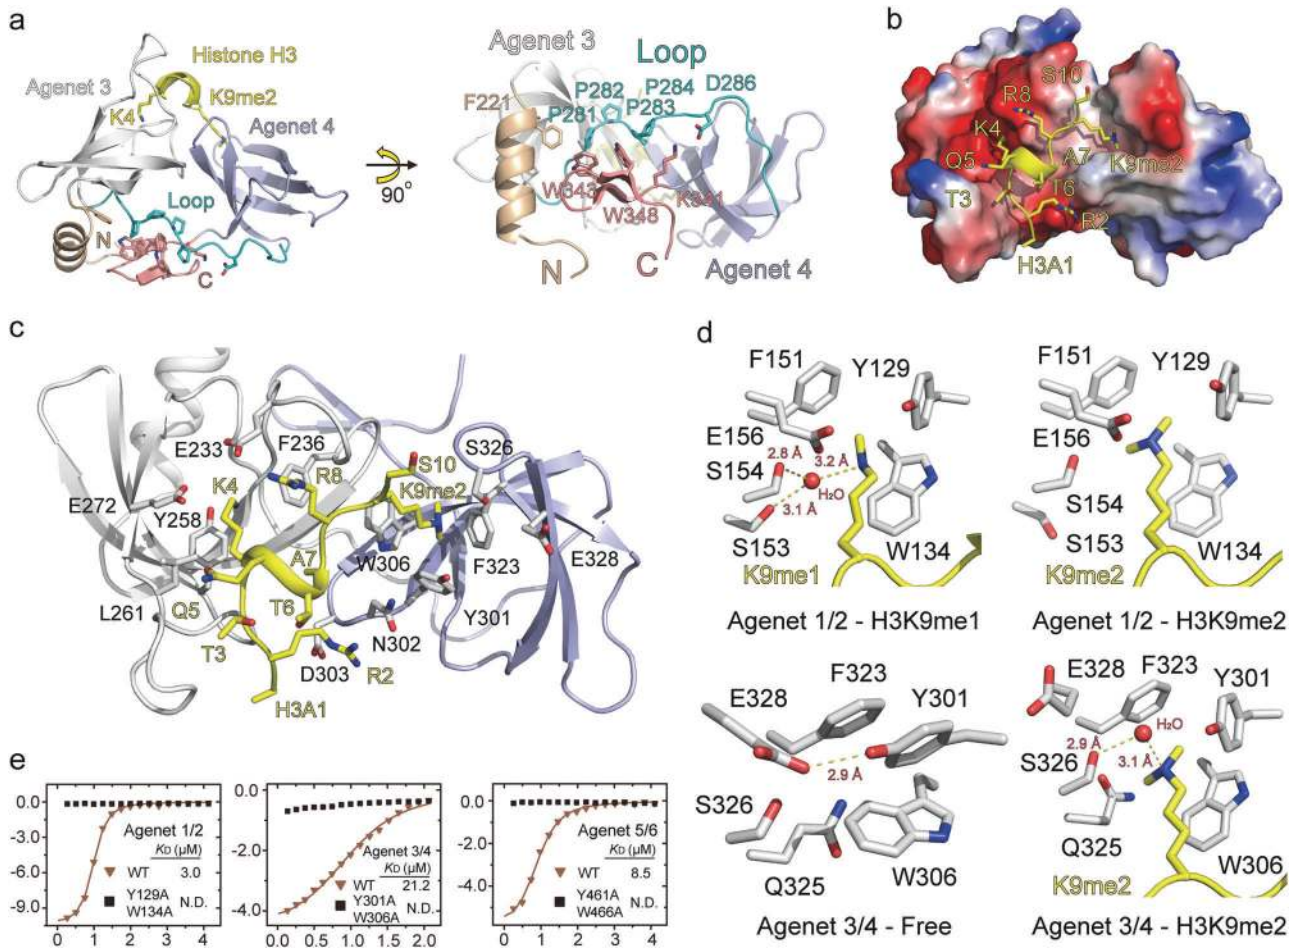 a
Histone H3
Agenet 3
K9me2
K4
Agenet 4
Loop
N
C
90°
Agenet 3
Loop
P282
P284
D286
F221
P281
P283
W343
W348
K341
N
C
Agenet 4
b
S10
R8
K4
Q5
A7
K9me2
T6
T3
R2
H3A1
c
E233
F236
S326
R8
S10
K4
K9me2
E272
Y258
A7
W306
F323
E328
L261
Q5
T6
Y301
T3
N302
D303
R2
H3A1
d
F151
Y129
E156
2.8 Å
3.2 Å
S154
H₂O
3.1 Å
S153
W134
K9me1
Agenet 1/2 - H3K9me1
F151
Y129
E156
S154
S153
W134
K9me2
Agenet 1/2 - H3K9me2
F323
E328
Y301
2.9 Å
S326
Q325
W306
Agenet 3/4 - Free
E328
F323
Y301
H₂O
2.9 Å
3.1 Å
S326
Q325
W306
K9me2
Agenet 3/4 - H3K9me2
e
0.0
-3.0
-6.0
-9.0
Agenet 1/2
KD (μM)
WT 3.0
Y129A
W134A N.D.
0 1 2 3 4
0.0
-2.0
-4.0
Agenet 3/4
KD (μM)
WT 21.2
Y301A
W306A N.D.
0.0 0.5 1.0 1.5 2.0
0.0
-2.0
-4.0
Agenet 5/6
KD (μM)
WT 8.5
Y461A
W466A N.D.
0 1 2 3 4